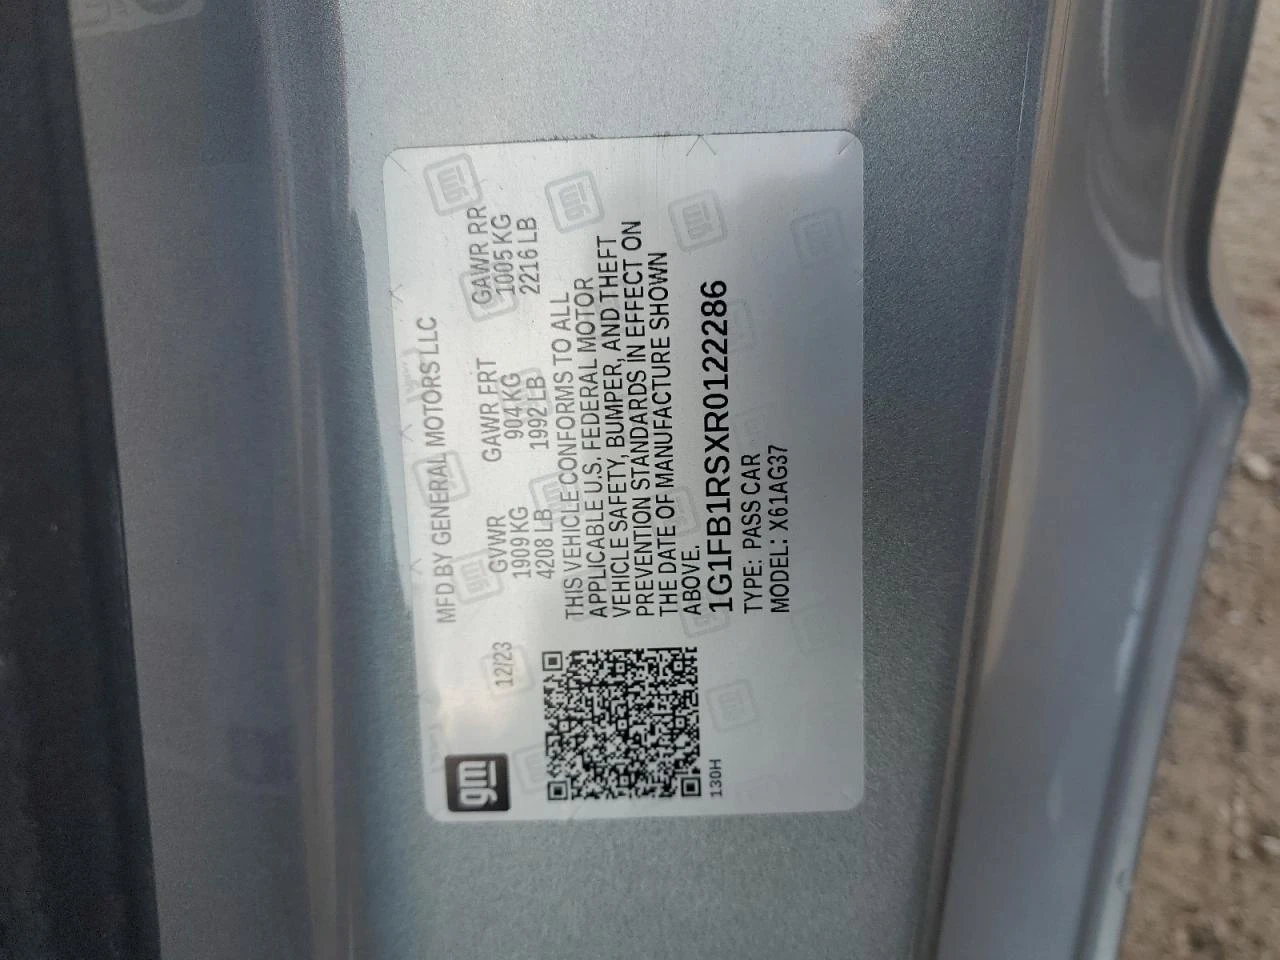 gm
12/23
MFD BY GENERAL MOTORS LLC
GVWR GAWR FRT GAWR RR
1909 KG 904 KG 1005 KG
4208 LB 1992 LB 2216 LB
THIS VEHICLE CONFORMS TO ALL
APPLICABLE U.S. FEDERAL MOTOR
VEHICLE SAFETY, BUMPER, AND THEFT
PREVENTION STANDARDS IN EFFECT ON
THE DATE OF MANUFACTURE SHOWN
ABOVE.
1G1FB1RSXR0122286
TYPE: PASS CAR
MODEL: X61AG37
130H